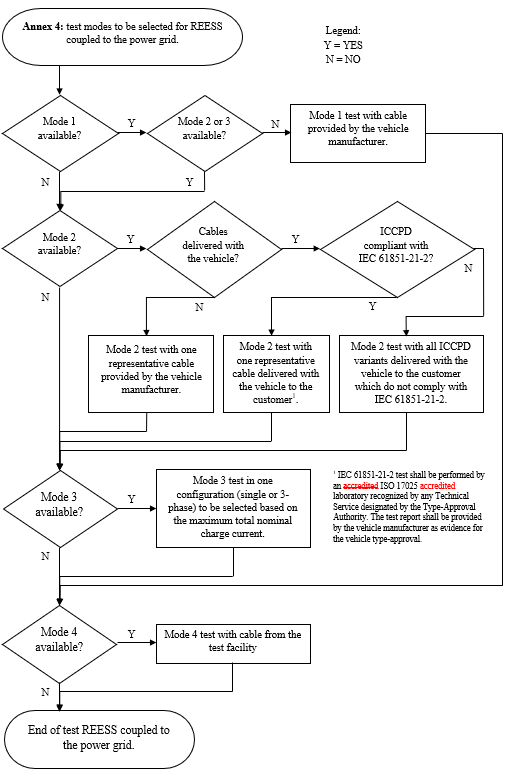 Annex 4: test modes to be selected for REESS
coupled to the power grid.
Legend:
Y = YES
N = NO
Mode 1
available?
Y
Mode 2 or 3
available?
N
Mode 1 test with cable
provided by the vehicle
manufacturer.
N
Y
Mode 2
available?
Y
Cables
delivered with
the vehicle?
Y
ICCPD
compliant with
IEC 61851-21-2?
N
N
N
Y
Mode 2 test with one
representative cable
provided by the vehicle
manufacturer.
Mode 2 test with
one representative
cable delivered with
the vehicle to the
customer¹.
Mode 2 test with all ICCPD
variants delivered with the
vehicle to the customer
which do not comply with
IEC 61851-21-2.
Mode 3
available?
Y
Mode 3 test in one
configuration (single or 3-
phase) to be selected based on
the maximum total nominal
charge current.
¹ IEC 61851-21-2 test shall be performed by
an accredited ISO 17025 accredited
laboratory recognized by any Technical
Service designated by the Type-Approval
Authority. The test report shall be provided
by the vehicle manufacturer as evidence for
the vehicle type-approval.
N
Mode 4
available?
Y
Mode 4 test with cable from the
test facility
N
End of test REESS coupled to
the power grid.